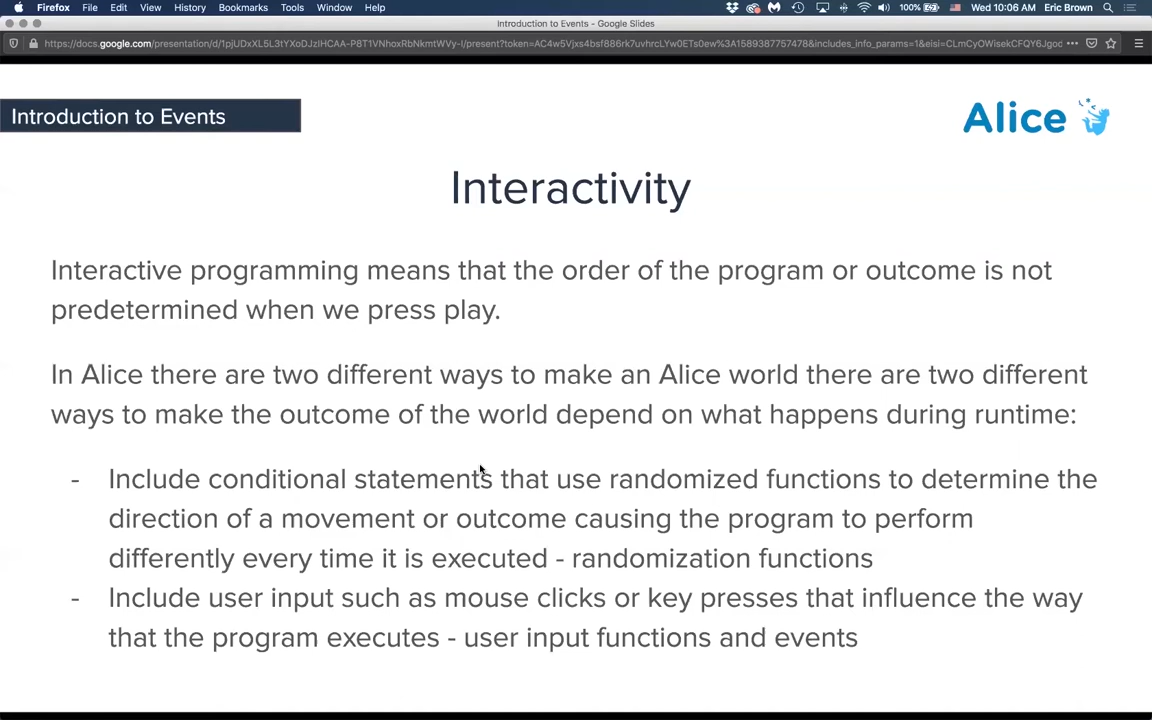 Firefox File Edit View History Bookmarks Tools Window Help 100% Wed 10:06 AM Eric Brown
Introduction to Events - Google Slides
Introduction to Events
Alice
Interactivity
Interactive programming means that the order of the program or outcome is not
predetermined when we press play.
In Alice there are two different ways to make an Alice world there are two different
ways to make the outcome of the world depend on what happens during runtime:
- Include conditional statements that use randomized functions to determine the
direction of a movement or outcome causing the program to perform
differently every time it is executed - randomization functions
- Include user input such as mouse clicks or key presses that influence the way
that the program executes - user input functions and events